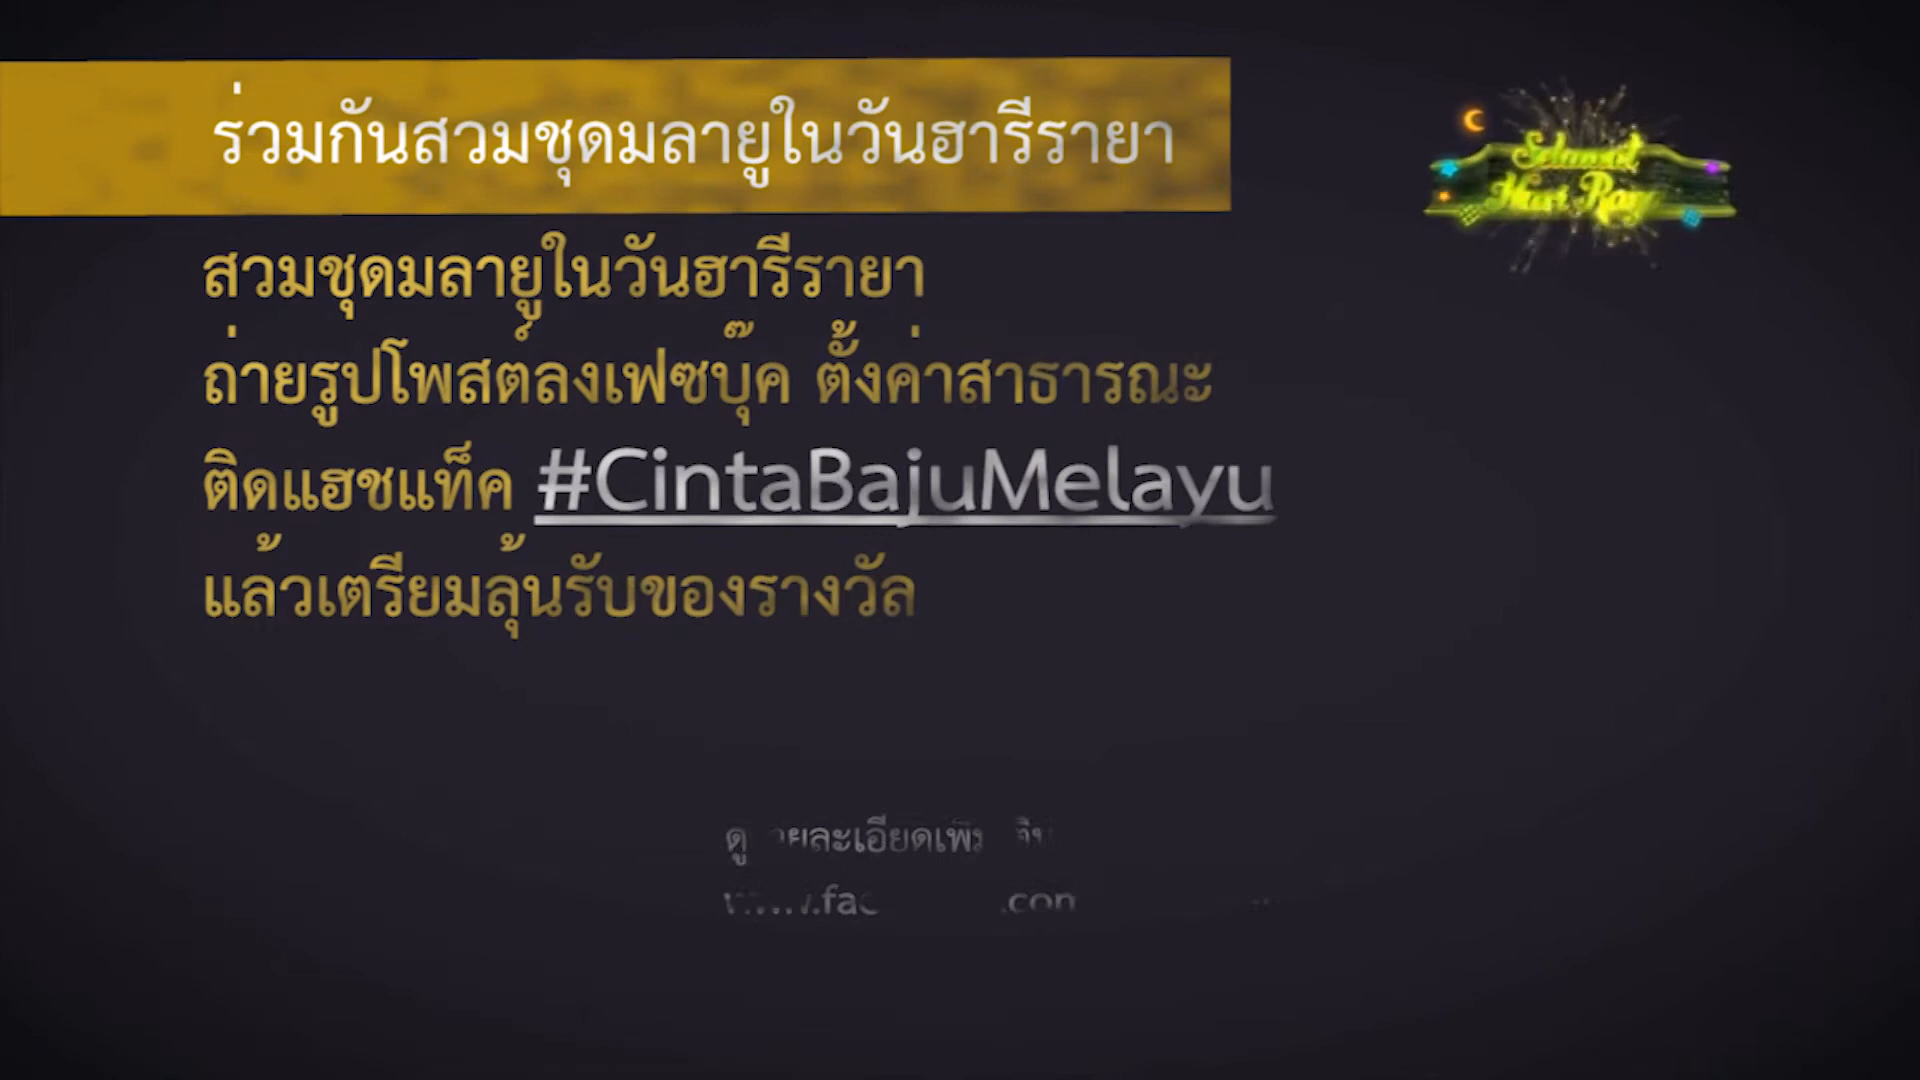 ร่วมกันสวมชุดมลายูในวันฮารีรายา
Selamat
Hari Raya
สวมชุดมลายูในวันฮารีรายา
ถ่ายรูปโพสต์ลงเฟซบุ๊ค ตั้งค่าสาธารณะ
ติดแฮชแท็ค #CintaBajuMelayu
แล้วเตรียมลุ้นรับของรางวัล